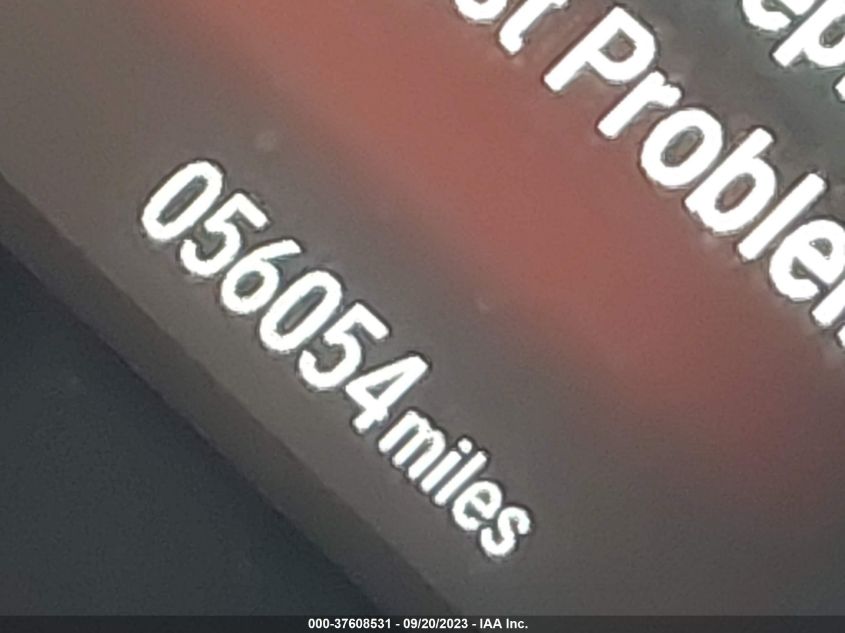 Problem
056054 miles
000-37608531 - 09/20/2023 - IAA Inc.